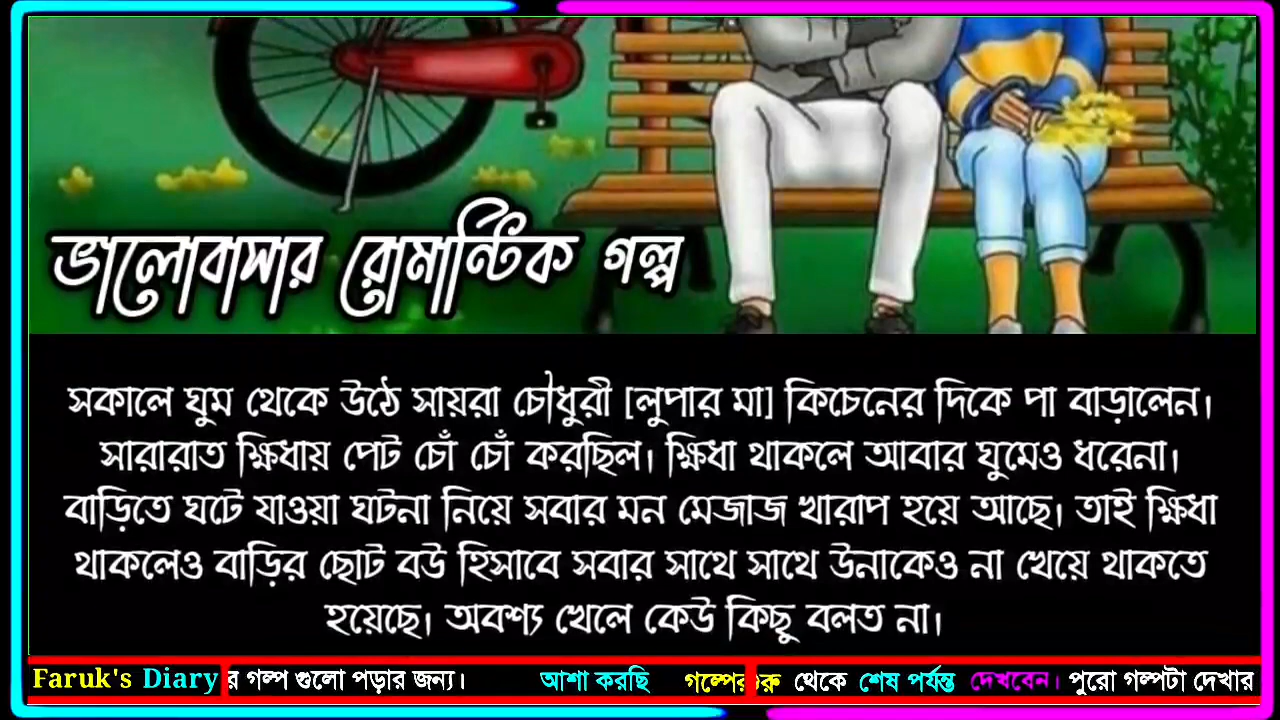 ভালোবাসার রোমান্টিক গল্প
সকালে ঘুম থেকে উঠে সায়রা চৌধুরী [লুপার মা] কিচেনের দিকে পা বাড়ালেন।
সারারাত ক্ষিধায় পেট চোঁ চোঁ করছিল। ক্ষিধা থাকলে আবার ঘুমেও ধরেনা।
বাড়িতে ঘটে যাওয়া ঘটনা নিয়ে সবার মন মেজাজ খারাপ হয়ে আছে। তাই ক্ষিধা
থাকলেও বাড়ির ছোট বউ হিসাবে সবার সাথে সাথে উনাকেও না খেয়ে থাকতে
হয়েছে। অবশ্য খেলে কেউ কিছু বলত না।
Faruk's Diary র গল্প গুলো পড়ার জন্য। আশা করছি গল্পের থেকে শেষ পর্যন্ত দেখবেন। পুরো গল্পটা দেখার